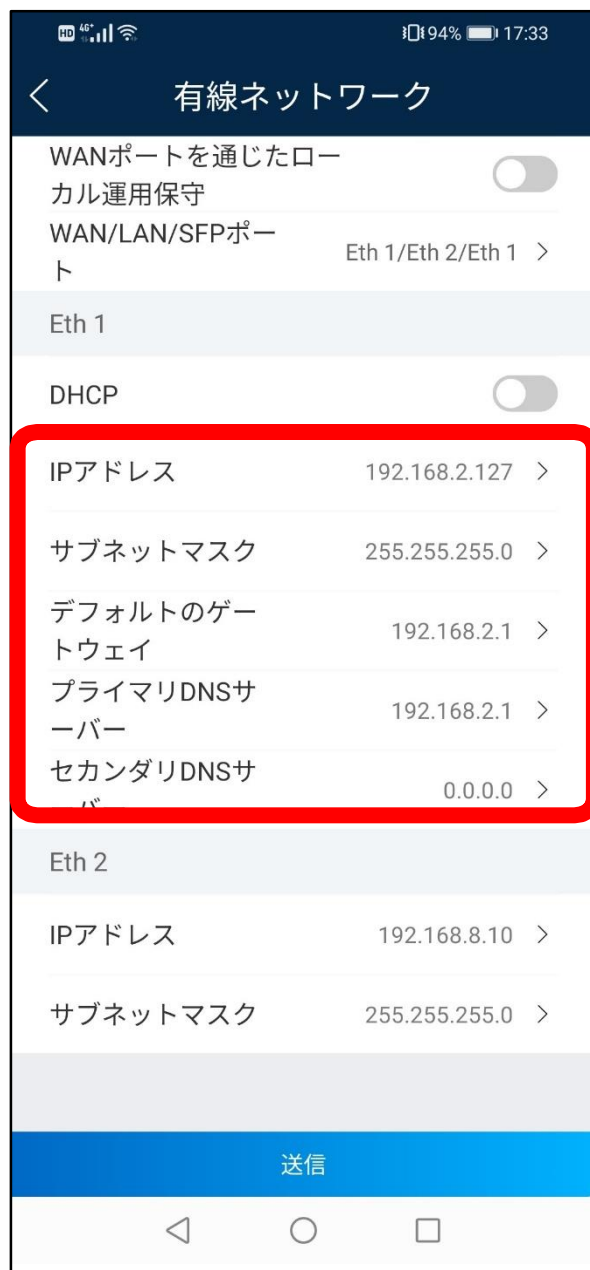 HD 4G+ 94% 17:33
有線ネットワーク
WANポートを通じたロー
カル運用保守
WAN/LAN/SFPポー
ト
Eth 1/Eth 2/Eth 1
Eth 1
DHCP
IPアドレス 192.168.2.127
サブネットマスク 255.255.255.0
デフォルトのゲー
トウェイ
192.168.2.1
プライマリDNSサ
ーバー
192.168.2.1
セカンダリDNSサ
ーバー
0.0.0.0
Eth 2
IPアドレス 192.168.8.10
サブネットマスク 255.255.255.0
送信